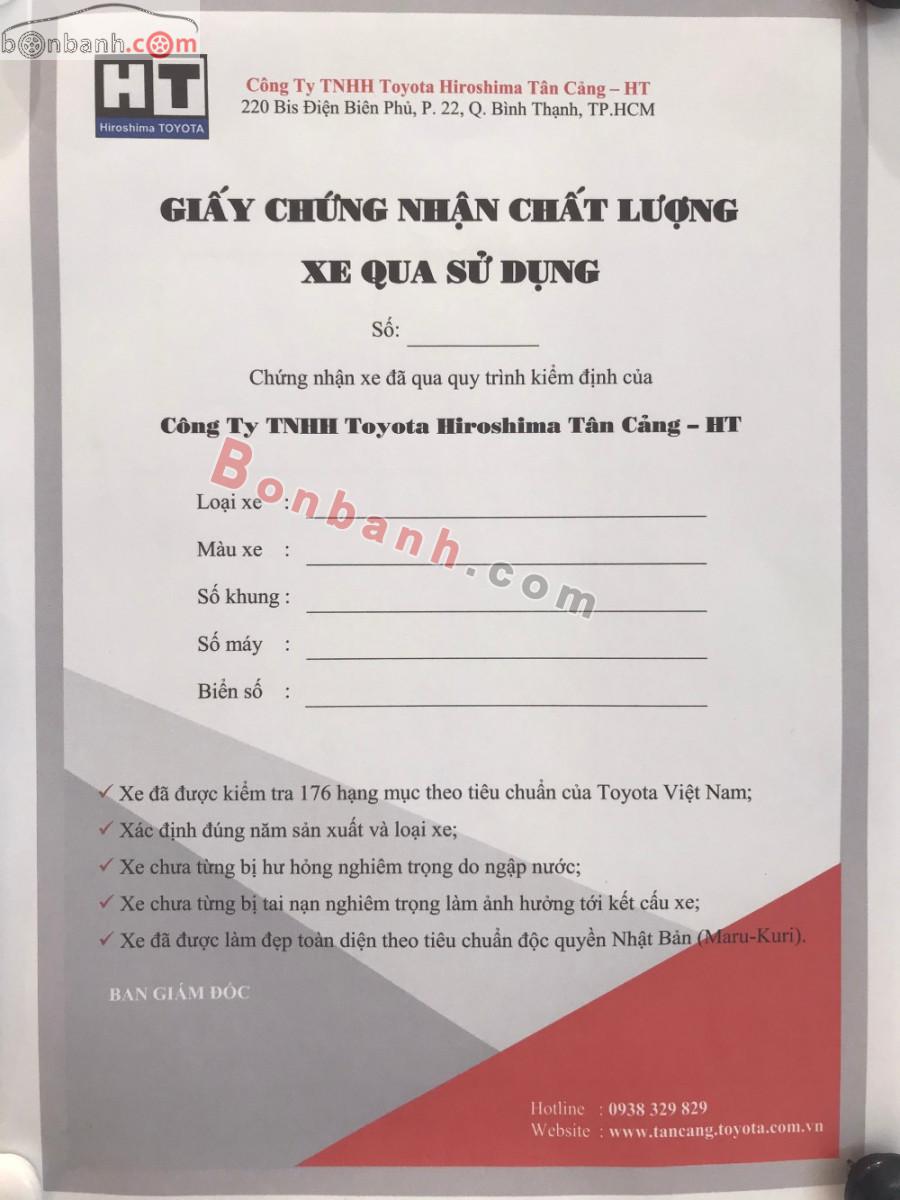 bonbanh.com
HT
Hiroshima TOYOTA
Công Ty TNHH Toyota Hiroshima Tân Cảng – HT
220 Bis Điện Biên Phủ, P. 22, Q. Bình Thạnh, TP.HCM
GIẤY CHỨNG NHẬN CHẤT LƯỢNG
XE QUA SỬ DỤNG
Số:
Chứng nhận xe đã qua quy trình kiểm định của
Công Ty TNHH Toyota Hiroshima Tân Cảng – HT
Bonbanh.com
Loại xe :
Màu xe :
Số khung :
Số máy :
Biển số :
✓ Xe đã được kiểm tra 176 hạng mục theo tiêu chuẩn của Toyota Việt Nam;
✓ Xác định đúng năm sản xuất và loại xe;
✓ Xe chưa từng bị hư hỏng nghiêm trọng do ngập nước;
✓ Xe chưa từng bị tai nạn nghiêm trọng làm ảnh hưởng tới kết cấu xe;
✓ Xe đã được làm đẹp toàn diện theo tiêu chuẩn độc quyền Nhật Bản (Maru-Kuri).
BAN GIÁM ĐỐC
Hotline : 0938 329 829
Website : www.tancang.toyota.com.vn